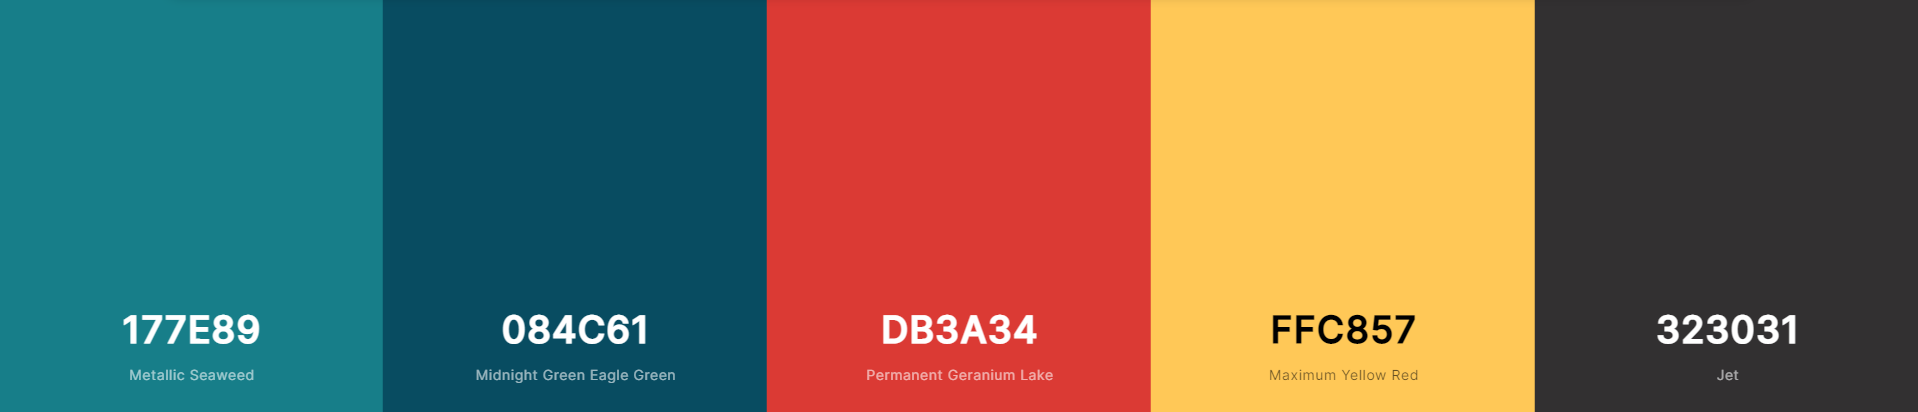 177E89
Metallic Seaweed
084C61
Midnight Green Eagle Green
DB3A34
Permanent Geranium Lake
FFC857
Maximum Yellow Red
323031
Jet